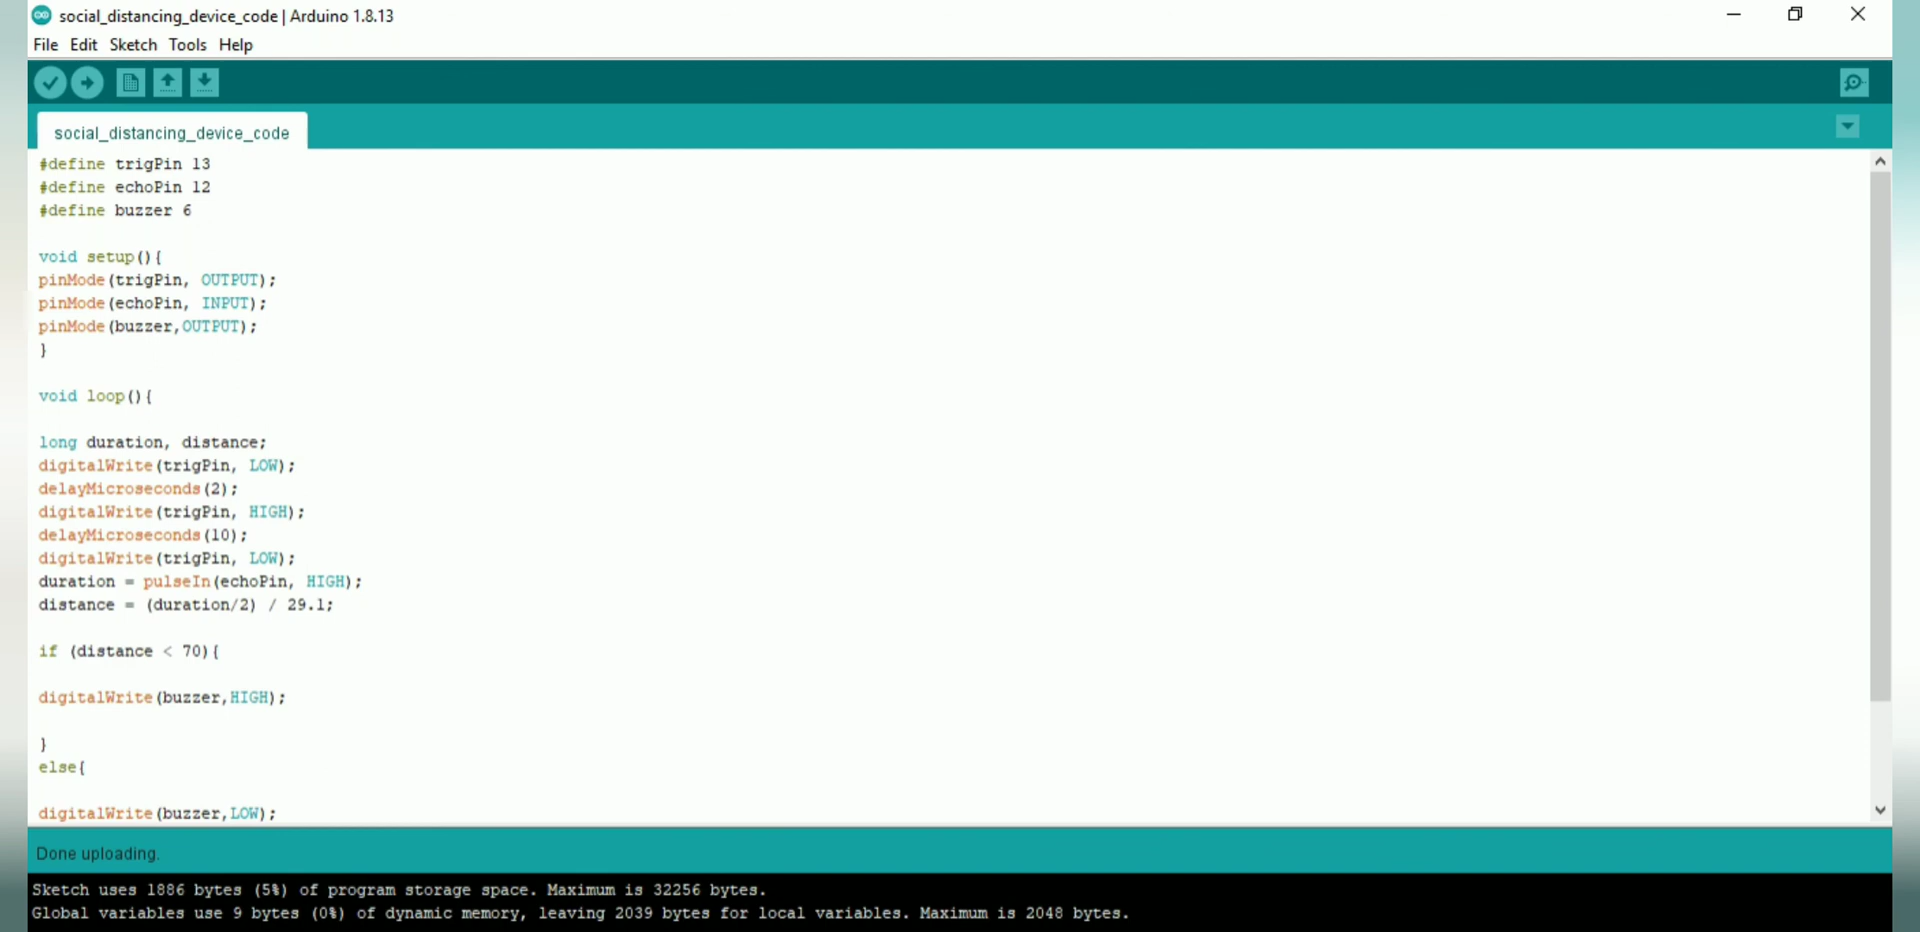 social_distancing_device_code | Arduino 1.8.13
File Edit Sketch Tools Help
social_distancing_device_code
#define trigPin 13
#define echoPin 12
#define buzzer 6
void setup(){
pinMode(trigPin, OUTPUT);
pinMode(echoPin, INPUT);
pinMode(buzzer,OUTPUT);
}
void loop(){
long duration, distance;
digitalWrite(trigPin, LOW);
delayMicroseconds(2);
digitalWrite(trigPin, HIGH);
delayMicroseconds(10);
digitalWrite(trigPin, LOW);
duration = pulseIn(echoPin, HIGH);
distance = (duration/2) / 29.1;
if (distance < 70){
digitalWrite(buzzer,HIGH);
}
else{
digitalWrite(buzzer,LOW);
Done uploading.
Sketch uses 1886 bytes (5%) of program storage space. Maximum is 32256 bytes.
Global variables use 9 bytes (0%) of dynamic memory, leaving 2039 bytes for local variables. Maximum is 2048 bytes.